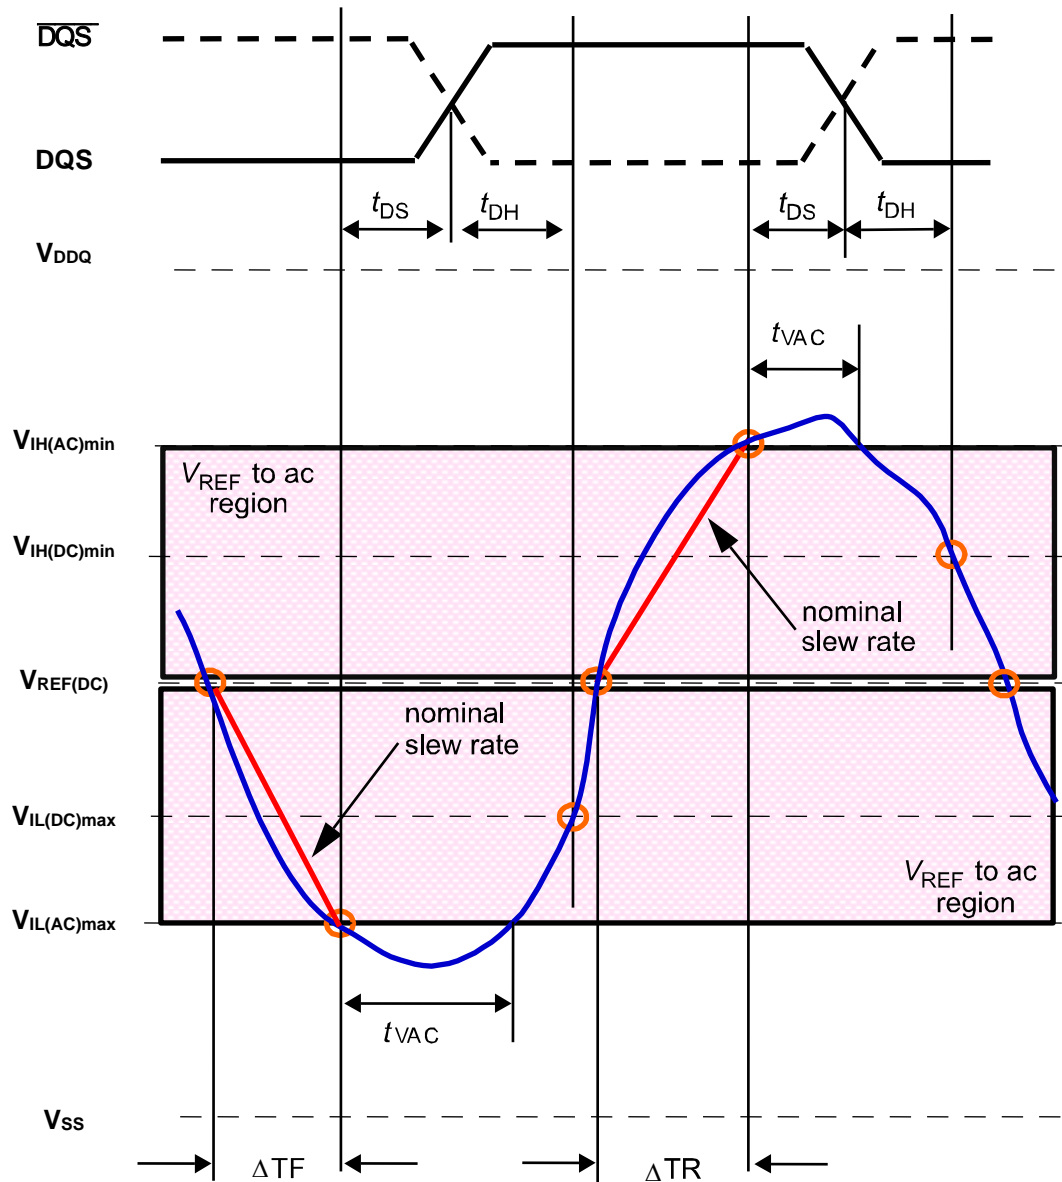 D̅Q̅S̅
DQS
tDS
tDH
tDS
tDH
VDDQ
tVAC
VIH(AC)min
VREF to ac
region
VIH(DC)min
nominal
slew rate
VREF(DC)
nominal
slew rate
VIL(DC)max
VREF to ac
region
VIL(AC)max
tVAC
VSS
ΔTF
ΔTR